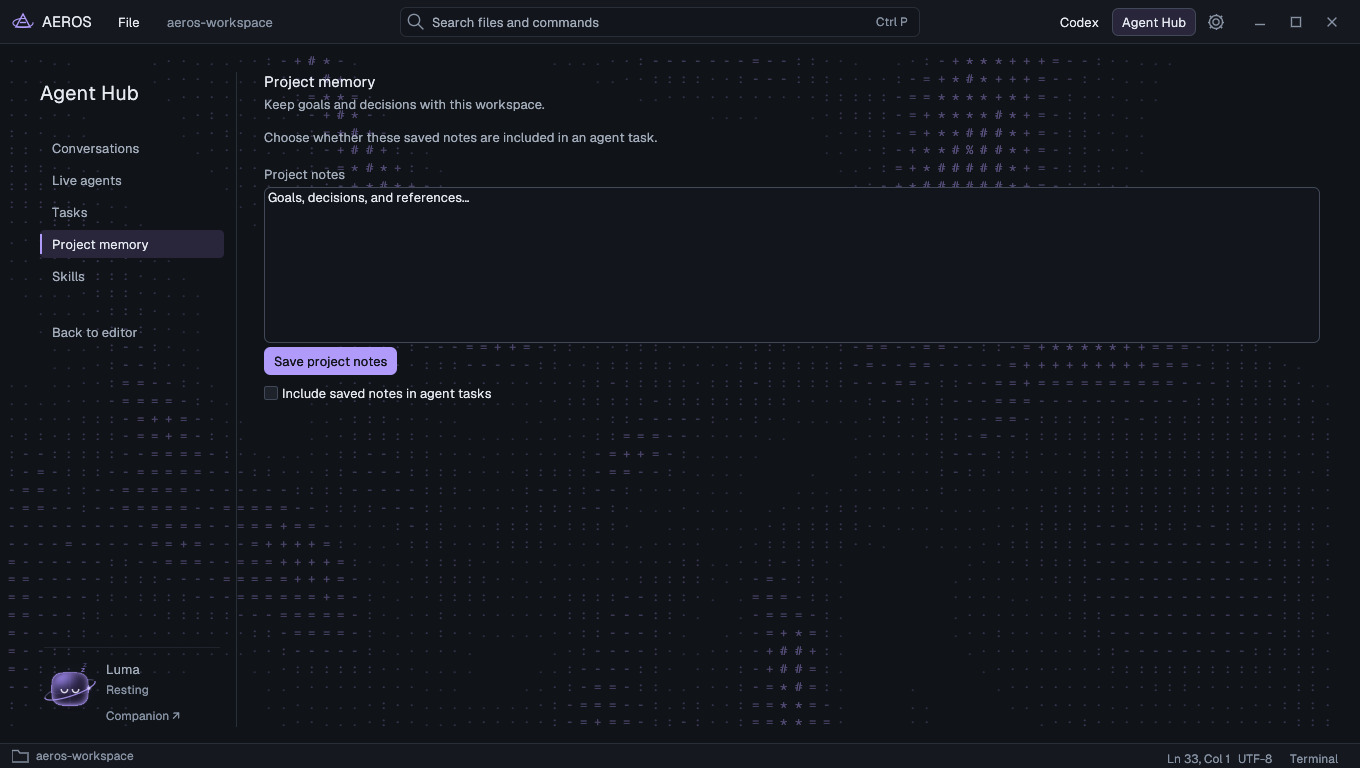 AEROS File aeros-workspace Search files and commands Ctrl P Codex Agent Hub
Agent Hub
Conversations
Live agents
Tasks
Project memory
Skills
Back to editor
Project memory
Keep goals and decisions with this workspace.
Choose whether these saved notes are included in an agent task.
Project notes
Goals, decisions, and references…
Save project notes
Include saved notes in agent tasks
Luma
Resting
Companion ↗
aeros-workspace Ln 33, Col 1 UTF-8 Terminal